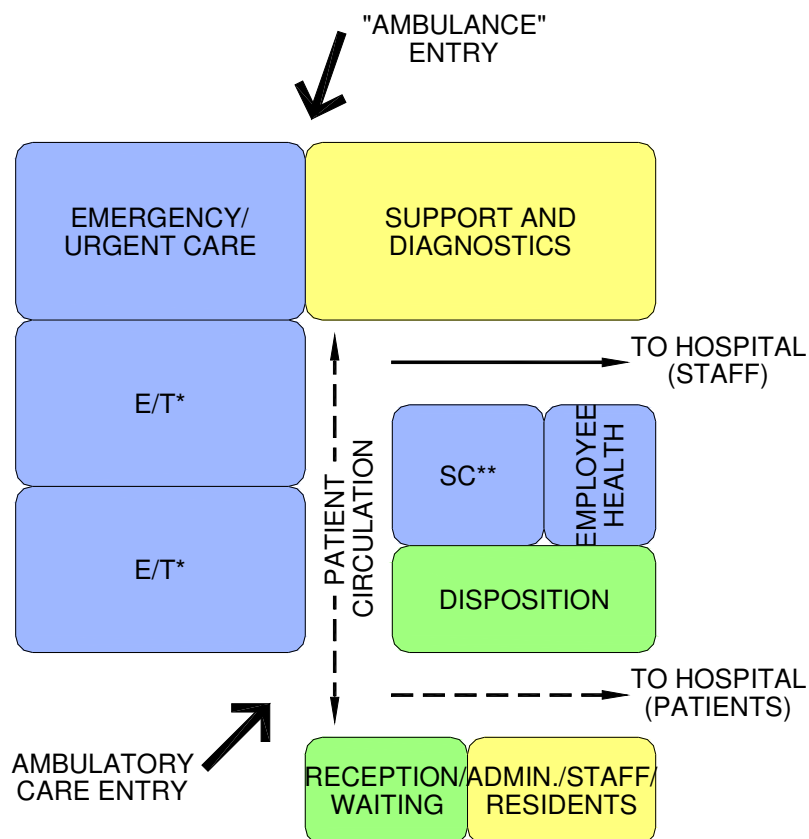 "AMBULANCE"
ENTRY
EMERGENCY/
URGENT CARE
SUPPORT AND
DIAGNOSTICS
TO HOSPITAL
(STAFF)
E/T*
PATIENT
CIRCULATION
SC**
EMPLOYEE
HEALTH
E/T*
DISPOSITION
TO HOSPITAL
(PATIENTS)
AMBULATORY
CARE ENTRY
RECEPTION/
WAITING
ADMIN./STAFF/
RESIDENTS